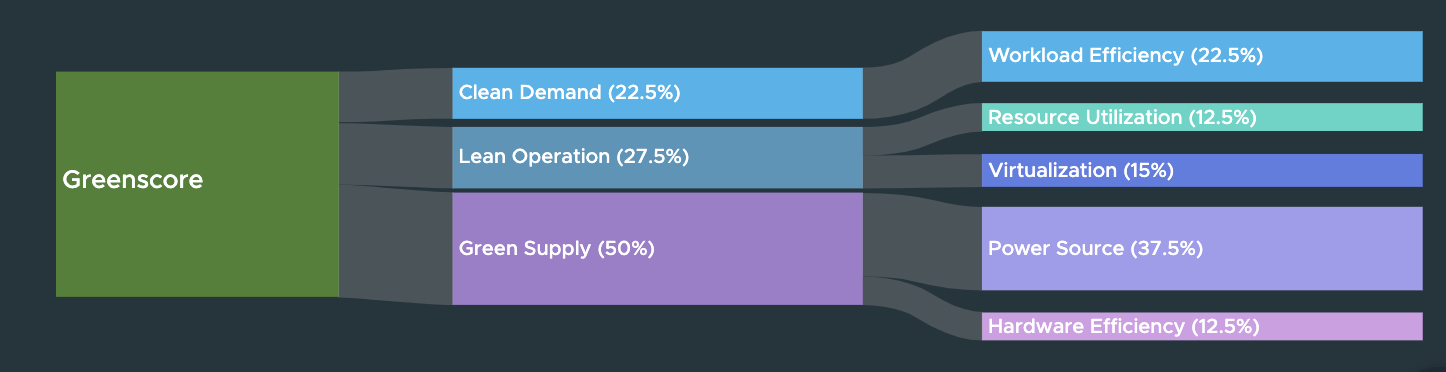 Greenscore
Clean Demand (22.5%)
Lean Operation (27.5%)
Green Supply (50%)
Workload Efficiency (22.5%)
Resource Utilization (12.5%)
Virtualization (15%)
Power Source (37.5%)
Hardware Efficiency (12.5%)